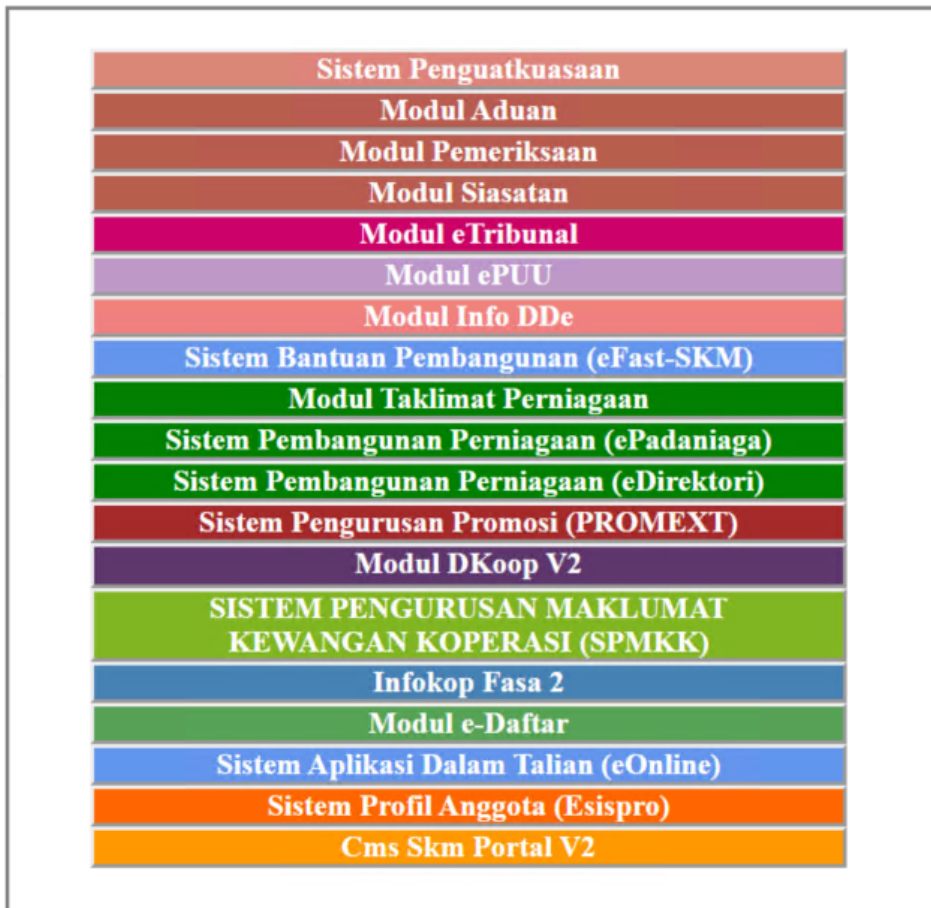 Sistem Penguatkuasaan
Modul Aduan
Modul Pemeriksaan
Modul Siasatan
Modul eTribunal
Modul ePUU
Modul Info DDe
Sistem Bantuan Pembangunan (eFast-SKM)
Modul Taklimat Perniagaan
Sistem Pembangunan Perniagaan (ePadaniaga)
Sistem Pembangunan Perniagaan (eDirektori)
Sistem Pengurusan Promosi (PROMEXT)
Modul DKoop V2
SISTEM PENGURUSAN MAKLUMAT
KEWANGAN KOPERASI (SPMKK)
Infokop Fasa 2
Modul e-Daftar
Sistem Aplikasi Dalam Talian (eOnline)
Sistem Profil Anggota (Esispro)
Cms Skm Portal V2